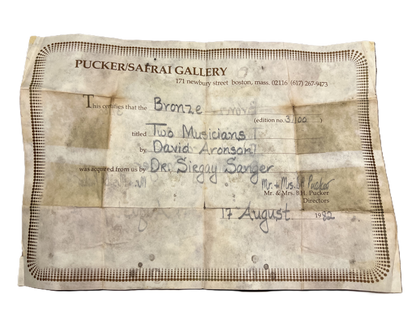 PUCKER/SAFRAI GALLERY
171 newbury street boston, mass. 02116 (617) 267-9473
This certifies that the Bronze
(edition no. 3/100 )
titled Two Musicians
by David Aronson
was acquired from us by Dr. Siegay Sanger
Mr. & Mrs. Pucker
Mr. & Mrs. B.H. Pucker
Directors
17 August 1982